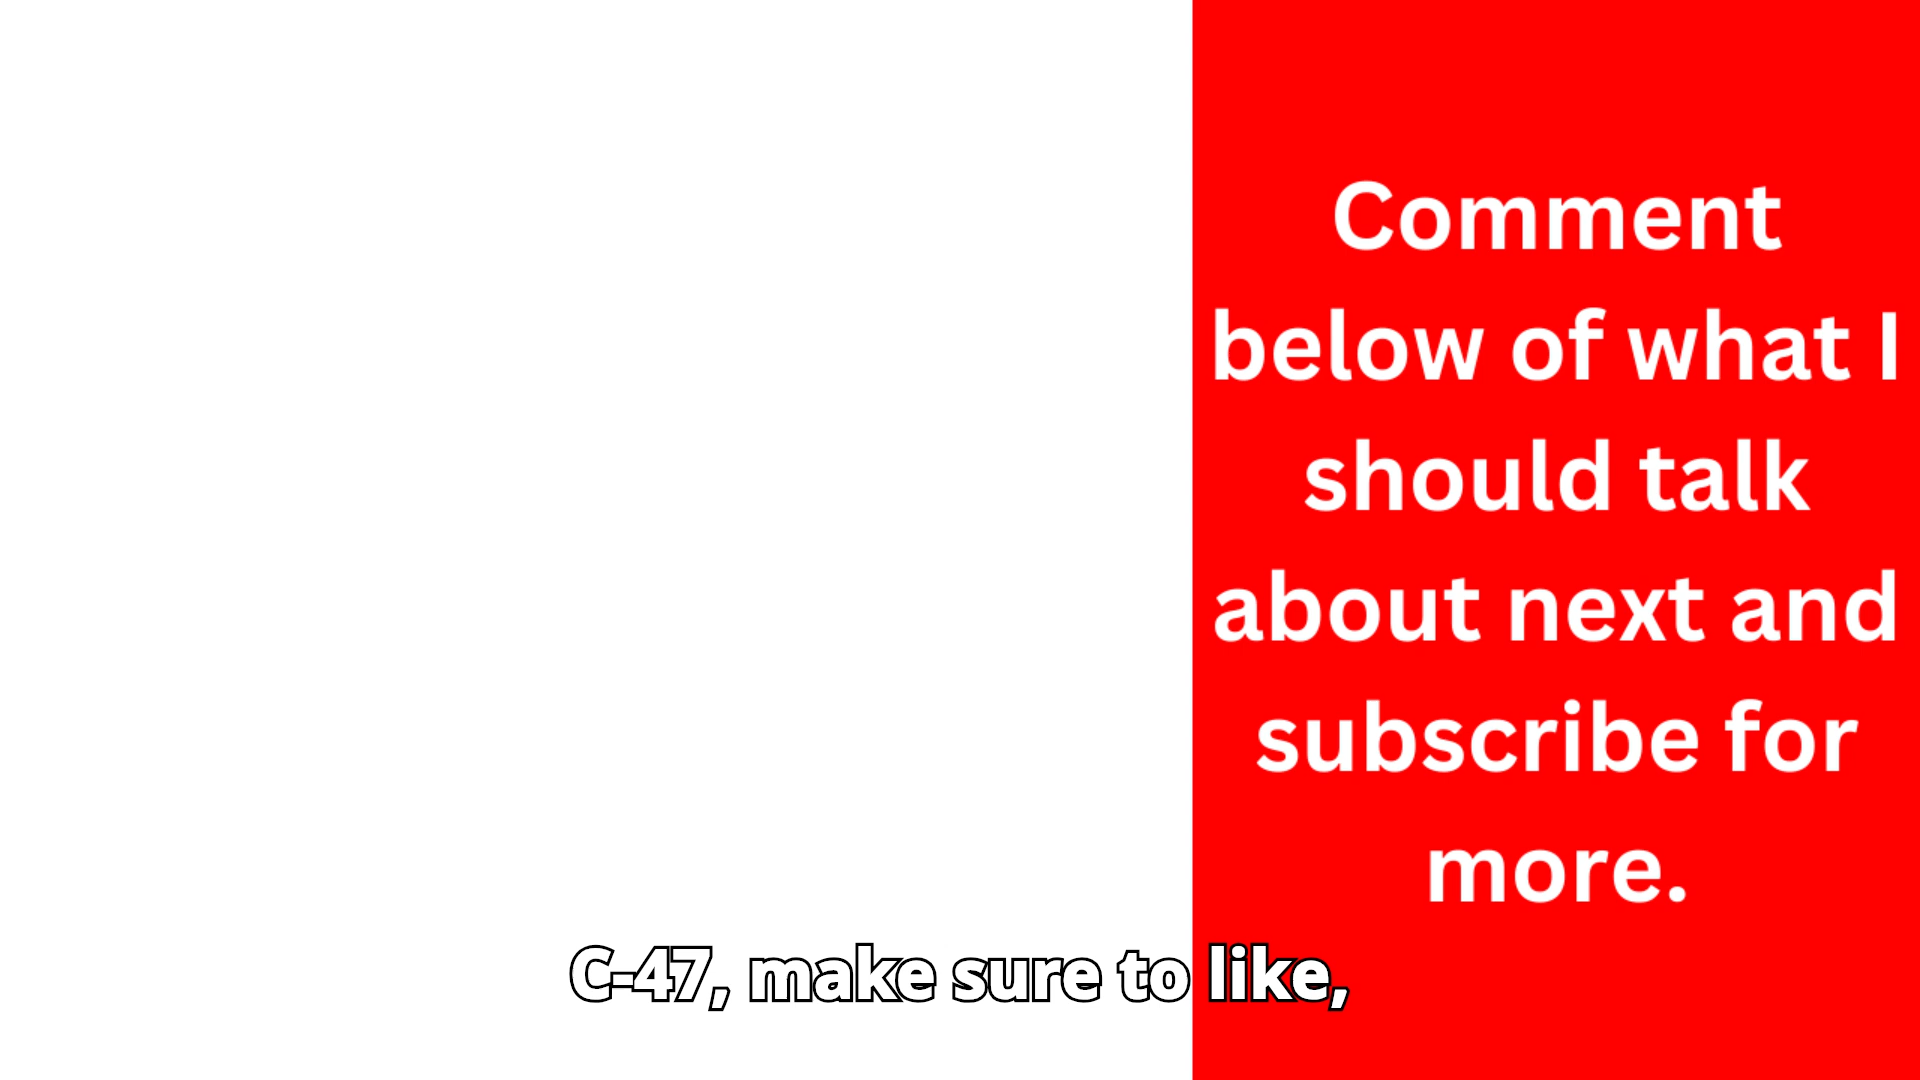 Comment
below of what I
should talk
about next and
subscribe for
more.
C-47, make sure to like,